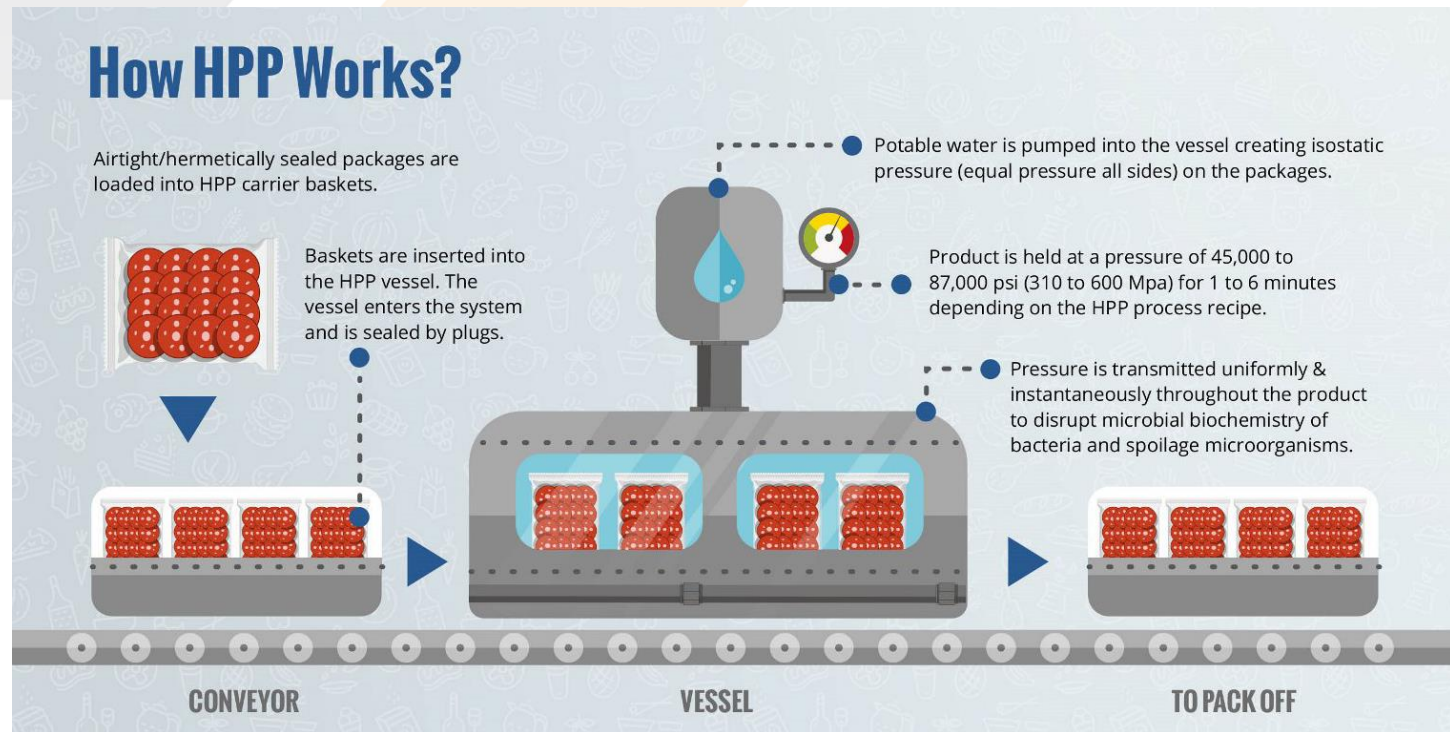 How HPP Works?
Airtight/hermetically sealed packages are
loaded into HPP carrier baskets.
Baskets are inserted into
the HPP vessel. The
vessel enters the system
and is sealed by plugs.
Potable water is pumped into the vessel creating isostatic
pressure (equal pressure all sides) on the packages.
Product is held at a pressure of 45,000 to
87,000 psi (310 to 600 Mpa) for 1 to 6 minutes
depending on the HPP process recipe.
Pressure is transmitted uniformly &
instantaneously throughout the product
to disrupt microbial biochemistry of
bacteria and spoilage microorganisms.
CONVEYOR
VESSEL
TO PACK OFF